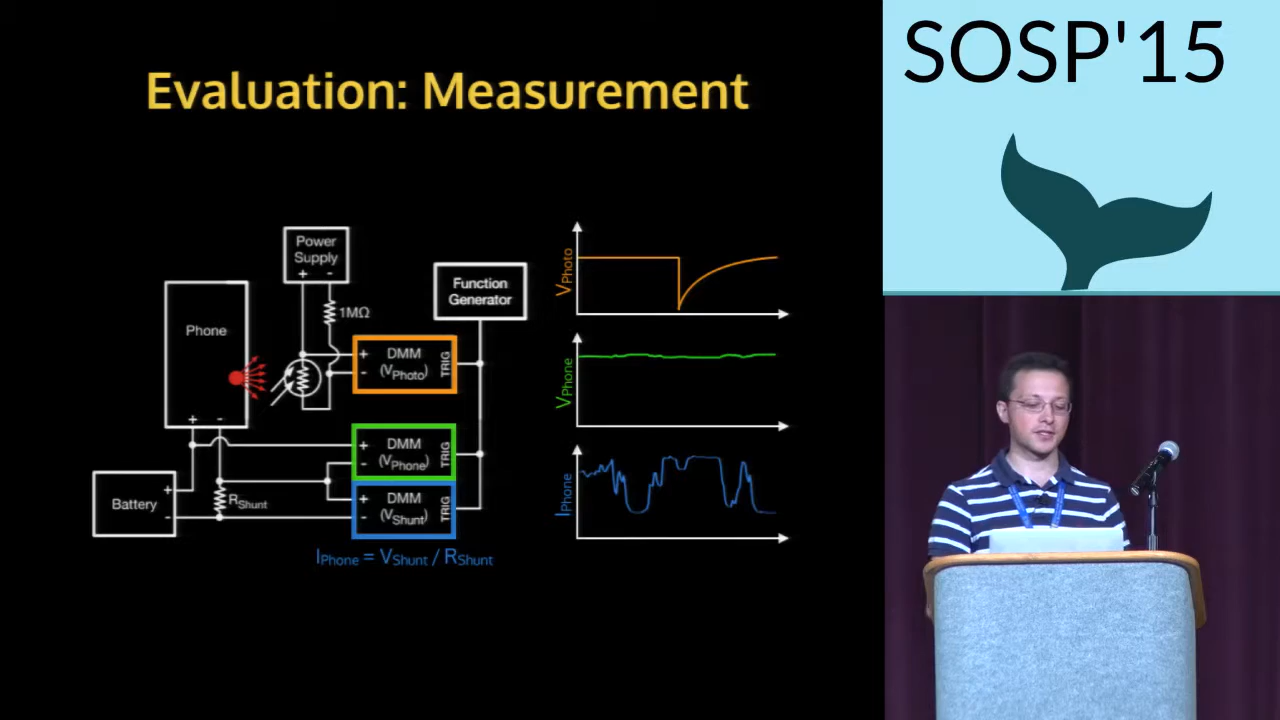 Evaluation: Measurement
SOSP'15
Power
Supply
+ -
1MΩ
Function
Generator
Phone
+ -
+ DMM
- (VPhoto)
TRIG
+ DMM
- (VPhone)
TRIG
+ DMM
- (VShunt)
TRIG
Battery
+
-
RShunt
IPhone = VShunt / RShunt
VPhoto
VPhone
IPhone